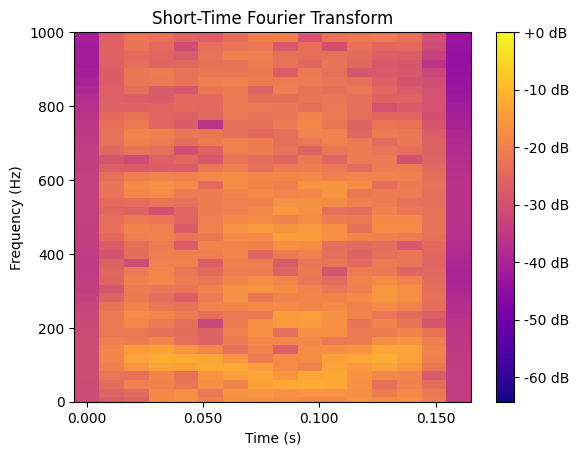 Short-Time Fourier Transform
Frequency (Hz)
1000
800
600
400
200
0
0.000
0.050
0.100
0.150
Time (s)
+0 dB
-10 dB
-20 dB
-30 dB
-40 dB
-50 dB
-60 dB